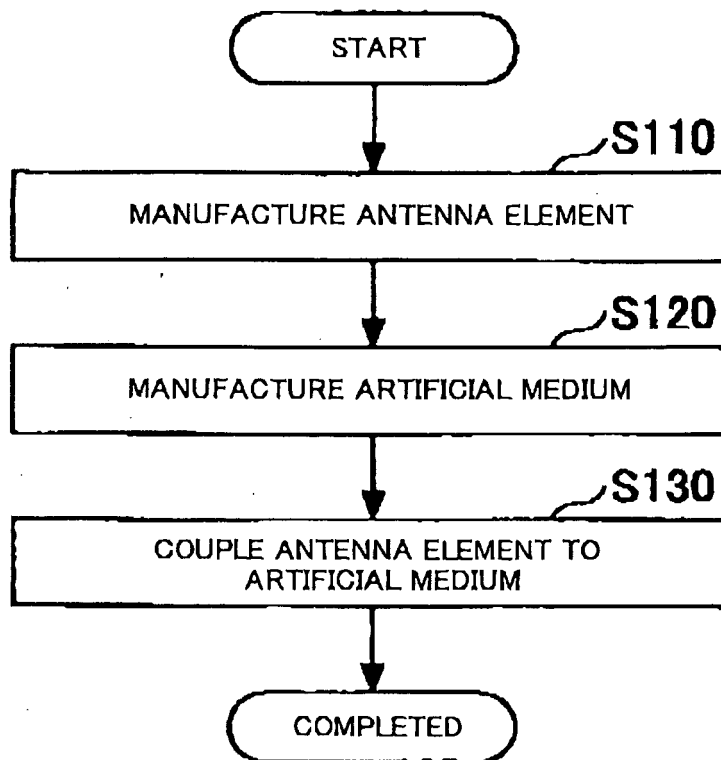 START
S110
MANUFACTURE ANTENNA ELEMENT
S120
MANUFACTURE ARTIFICIAL MEDIUM
S130
COUPLE ANTENNA ELEMENT TO
ARTIFICIAL MEDIUM
COMPLETED